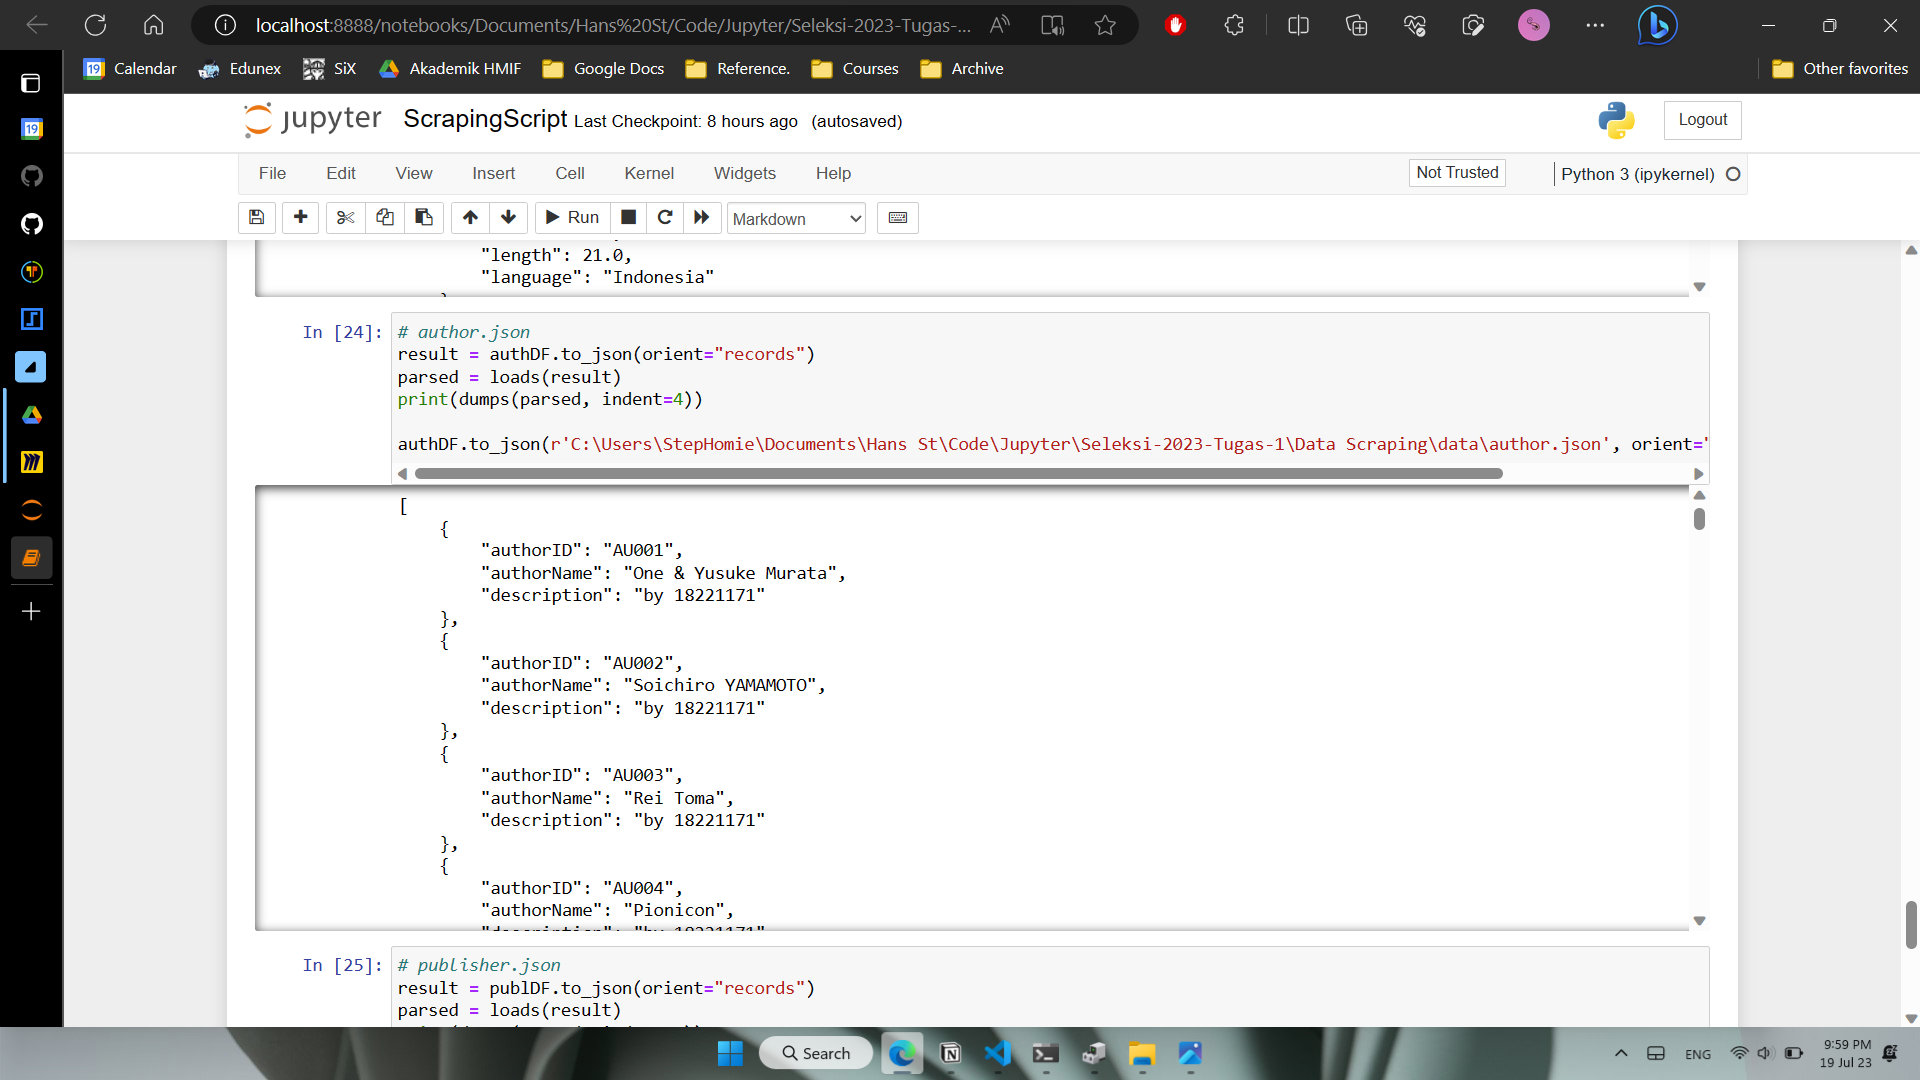 localhost:8888/notebooks/Documents/Hans%20St/Code/Jupyter/Seleksi-2023-Tugas-...
Calendar Edunex SiX Akademik HMIF Google Docs Reference. Courses Archive Other favorites
jupyter ScrapingScript Last Checkpoint: 8 hours ago (autosaved) Logout
File Edit View Insert Cell Kernel Widgets Help Not Trusted Python 3 (ipykernel)
Run Markdown
"length": 21.0,
"language": "Indonesia"
In [24]: # author.json
result = authDF.to_json(orient="records")
parsed = loads(result)
print(dumps(parsed, indent=4))
authDF.to_json(r'C:\Users\StepHomie\Documents\Hans St\Code\Jupyter\Seleksi-2023-Tugas-1\Data Scraping\data\author.json', orient='
[
{
"authorID": "AU001",
"authorName": "One & Yusuke Murata",
"description": "by 18221171"
},
{
"authorID": "AU002",
"authorName": "Soichiro YAMAMOTO",
"description": "by 18221171"
},
{
"authorID": "AU003",
"authorName": "Rei Toma",
"description": "by 18221171"
},
{
"authorID": "AU004",
"authorName": "Pionicon",
In [25]: # publisher.json
result = publDF.to_json(orient="records")
parsed = loads(result)
Search ENG 9:59 PM
19 Jul 23